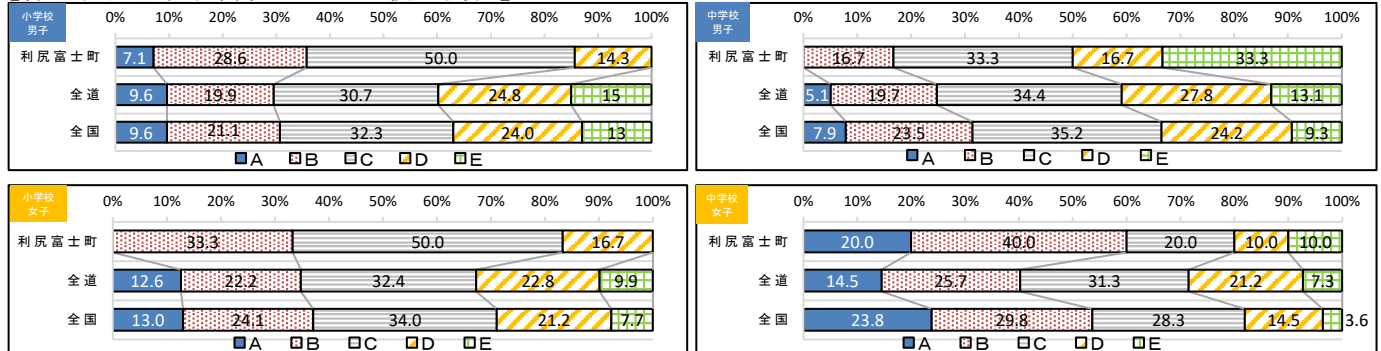 小学校
男子
0% 10% 20% 30% 40% 50% 60% 70% 80% 90% 100%
利尻富士町 7.1 28.6 50.0 14.3
全道 9.6 19.9 30.7 24.8 15
全国 9.6 21.1 32.3 24.0 13
A B C D E
中学校
男子
0% 10% 20% 30% 40% 50% 60% 70% 80% 90% 100%
利尻富士町 16.7 33.3 16.7 33.3
全道 5.1 19.7 34.4 27.8 13.1
全国 7.9 23.5 35.2 24.2 9.3
A B C D E
小学校
女子
0% 10% 20% 30% 40% 50% 60% 70% 80% 90% 100%
利尻富士町 33.3 50.0 16.7
全道 12.6 22.2 32.4 22.8 9.9
全国 13.0 24.1 34.0 21.2 7.7
A B C D E
中学校
女子
0% 10% 20% 30% 40% 50% 60% 70% 80% 90% 100%
利尻富士町 20.0 40.0 20.0 10.0 10.0
全道 14.5 25.7 31.3 21.2 7.3
全国 23.8 29.8 28.3 14.5 3.6
A B C D E